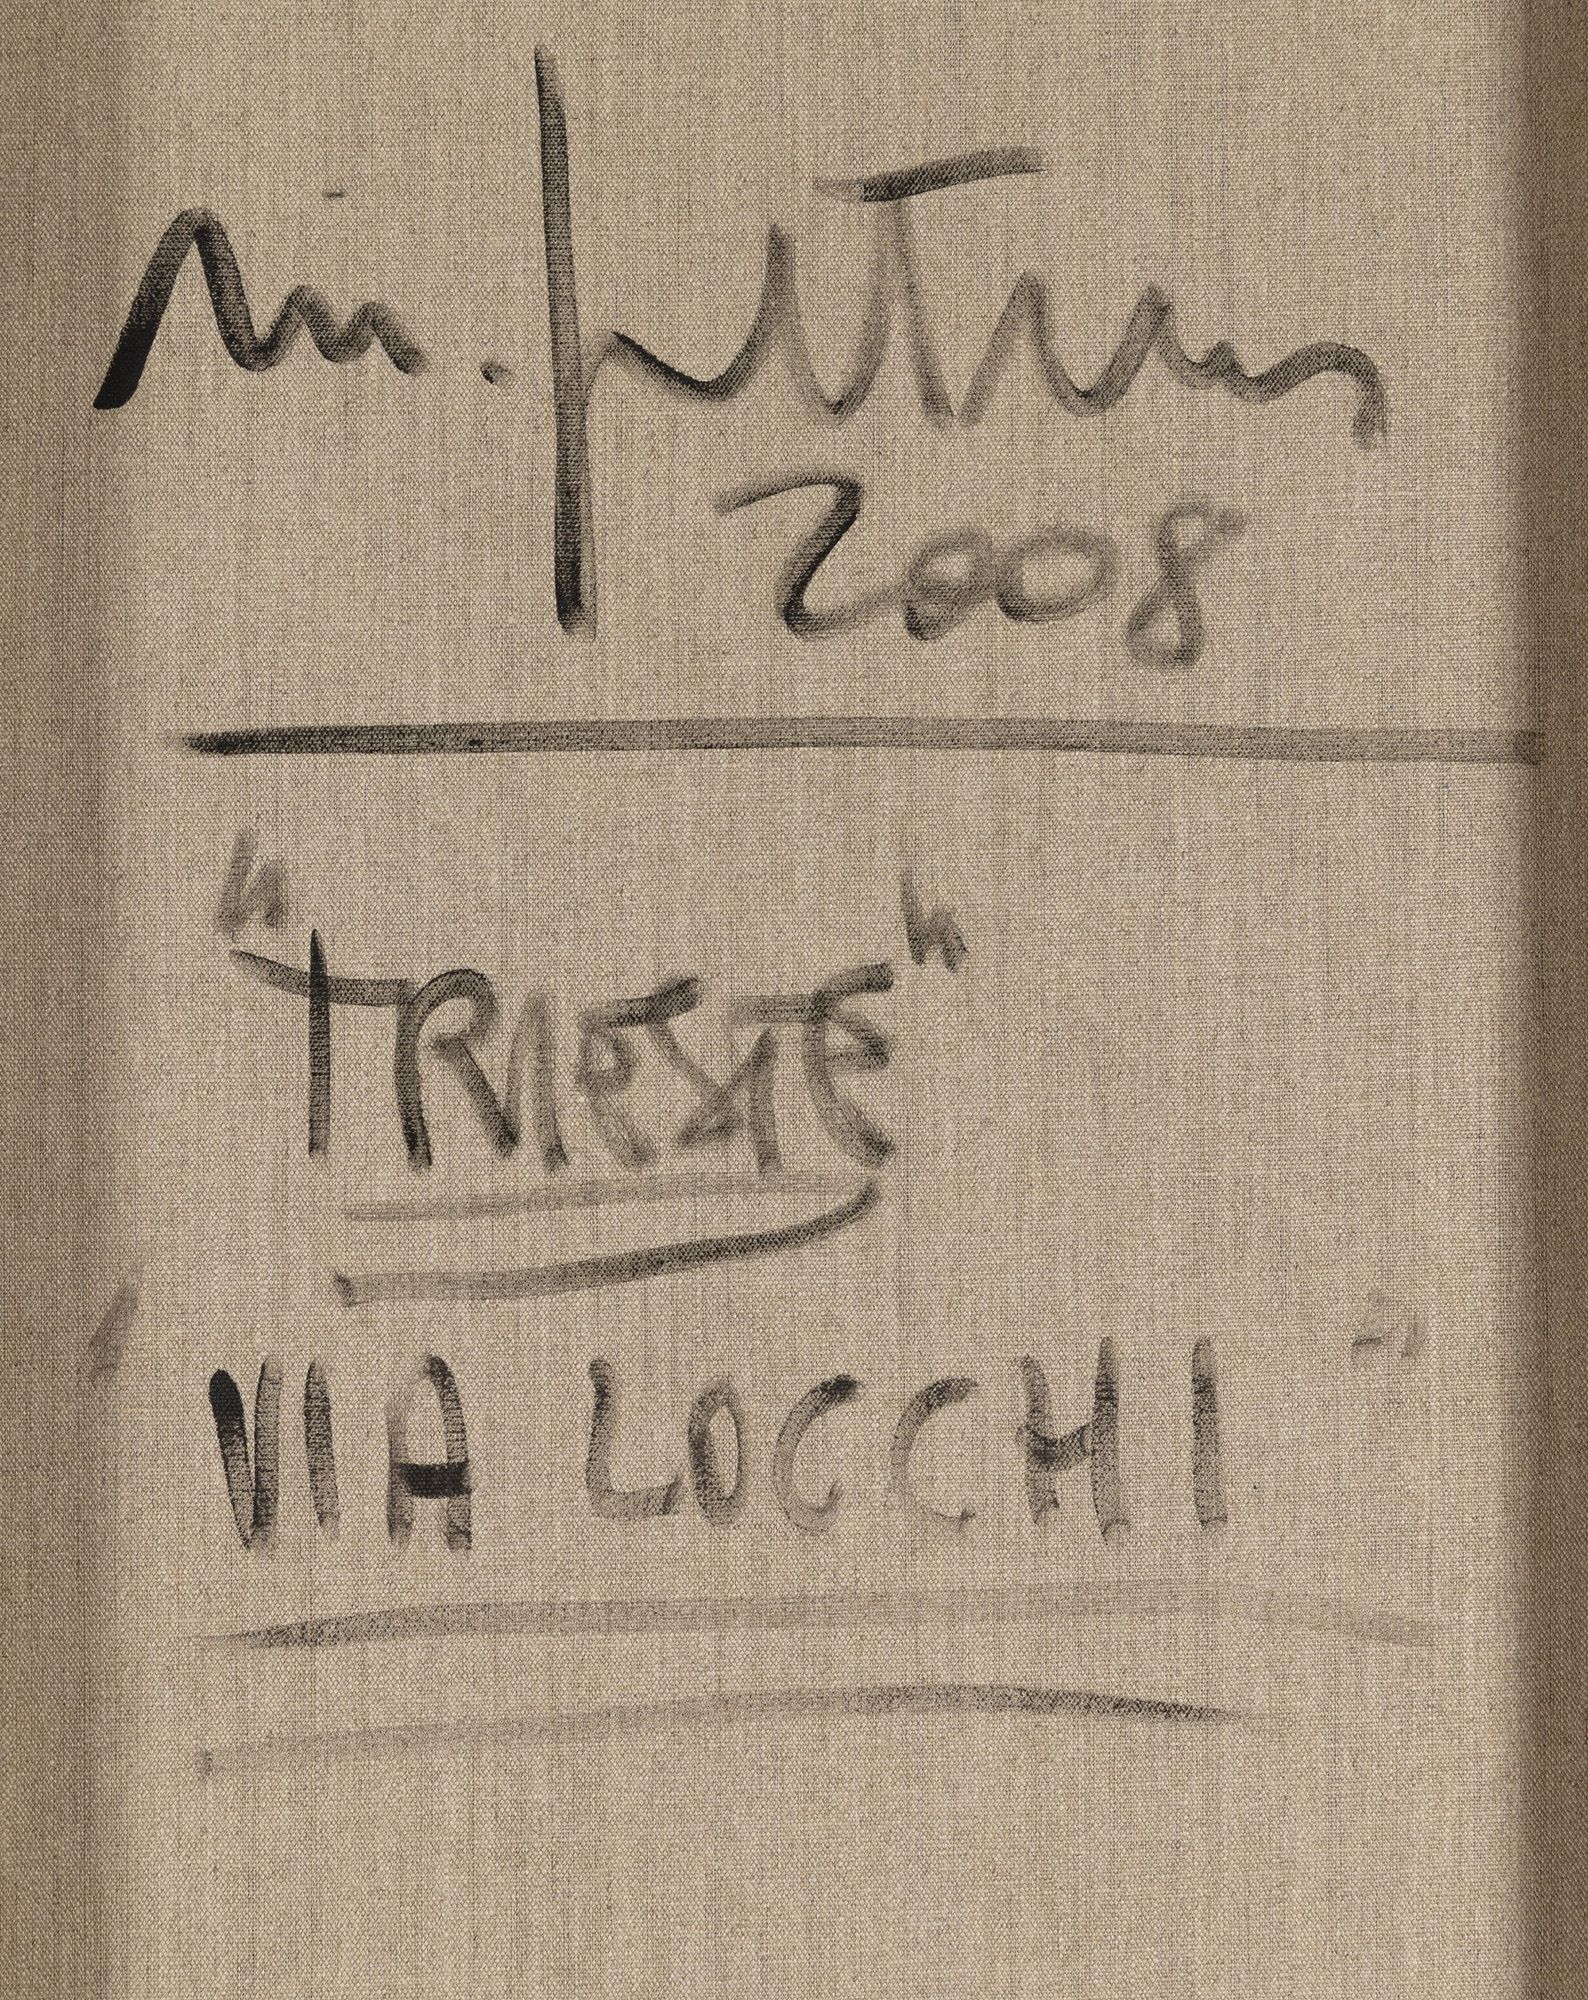 2008
"TRIESTE"
"VIA LOCCHI"